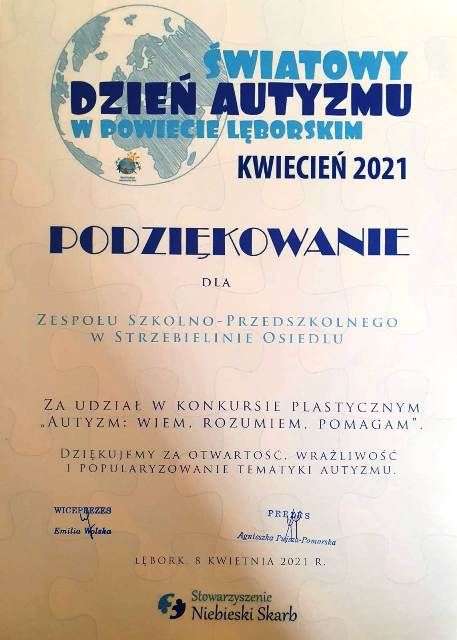 ŚWIATOWY
DZIEŃ AUTYZMU
W POWIECIE LĘBORSKIM
KWIECIEŃ 2021
PODZIĘKOWANIE
DLA
ZESPOŁU SZKOLNO-PRZEDSZKOLNEGO
W STRZEBIELINIE OSIEDLU
ZA UDZIAŁ W KONKURSIE PLASTYCZNYM
„AUTYZM: WIEM, ROZUMIEM, POMAGAM".
DZIĘKUJEMY ZA OTWARTOŚĆ, WRAŻLIWOŚĆ
I POPULARYZOWANIE TEMATYKI AUTYZMU.
WICEPREZES
Emilia Wolska
PREZES
Agnieszka
LĘBORK, 8 KWIETNIA 2021 R.
Stowarzyszenie
Niebieski Skarb